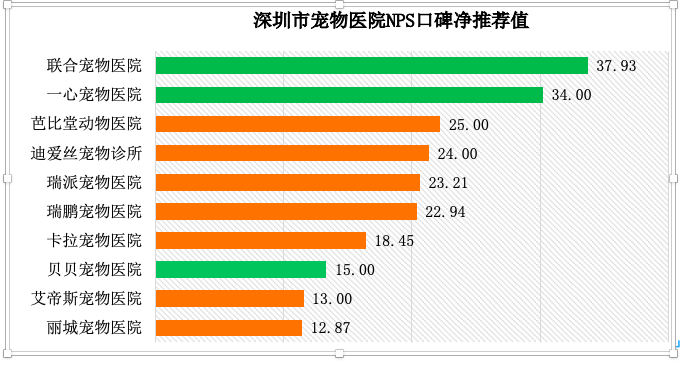 深圳市宠物医院NPS口碑净推荐值
联合宠物医院 37.93
一心宠物医院 34.00
芭比堂动物医院 25.00
迪爱丝宠物诊所 24.00
瑞派宠物医院 23.21
瑞鹏宠物医院 22.94
卡拉宠物医院 18.45
贝贝宠物医院 15.00
艾帝斯宠物医院 13.00
丽城宠物医院 12.87